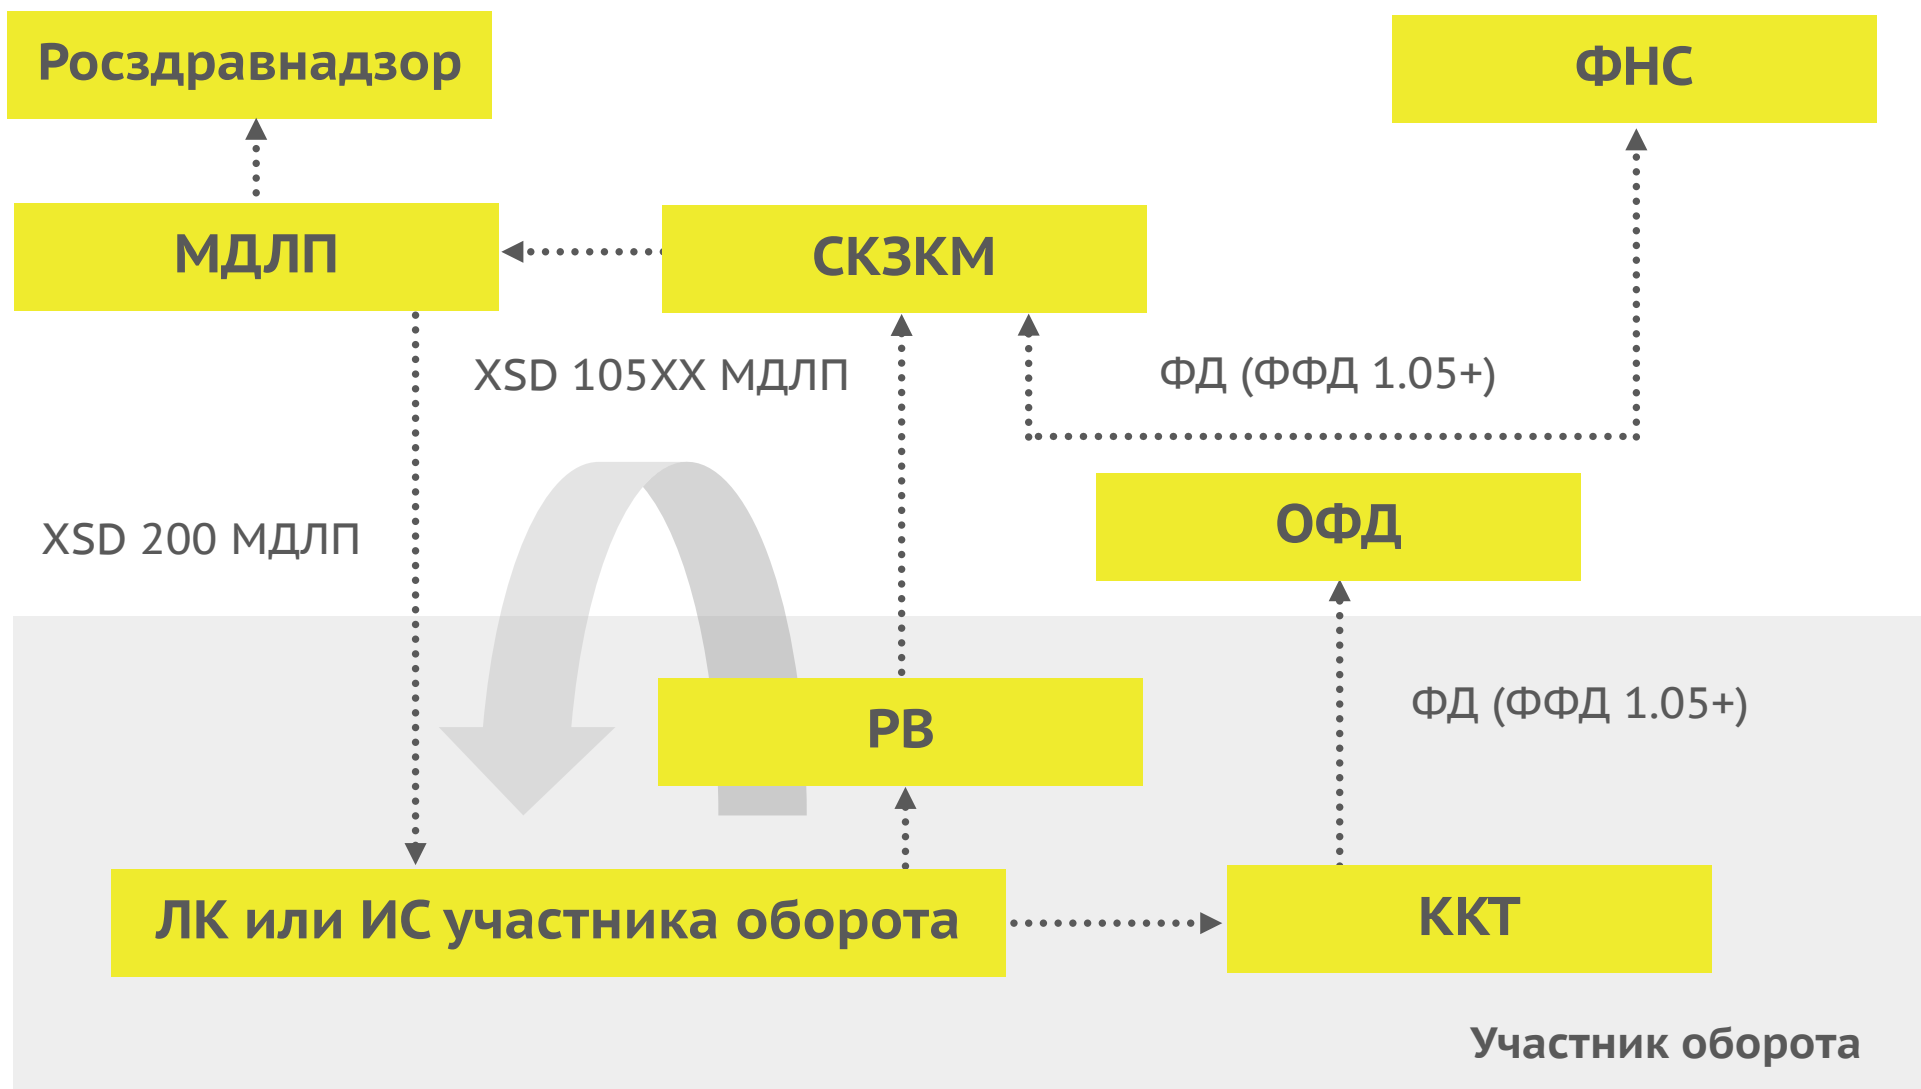 Росздравнадзор
ФНС
МДЛП
СКЗКМ
XSD 105XX МДЛП
ФД (ФФД 1.05+)
ОФД
XSD 200 МДЛП
РВ
ФД (ФФД 1.05+)
ЛК или ИС участника оборота
ККТ
Участник оборота